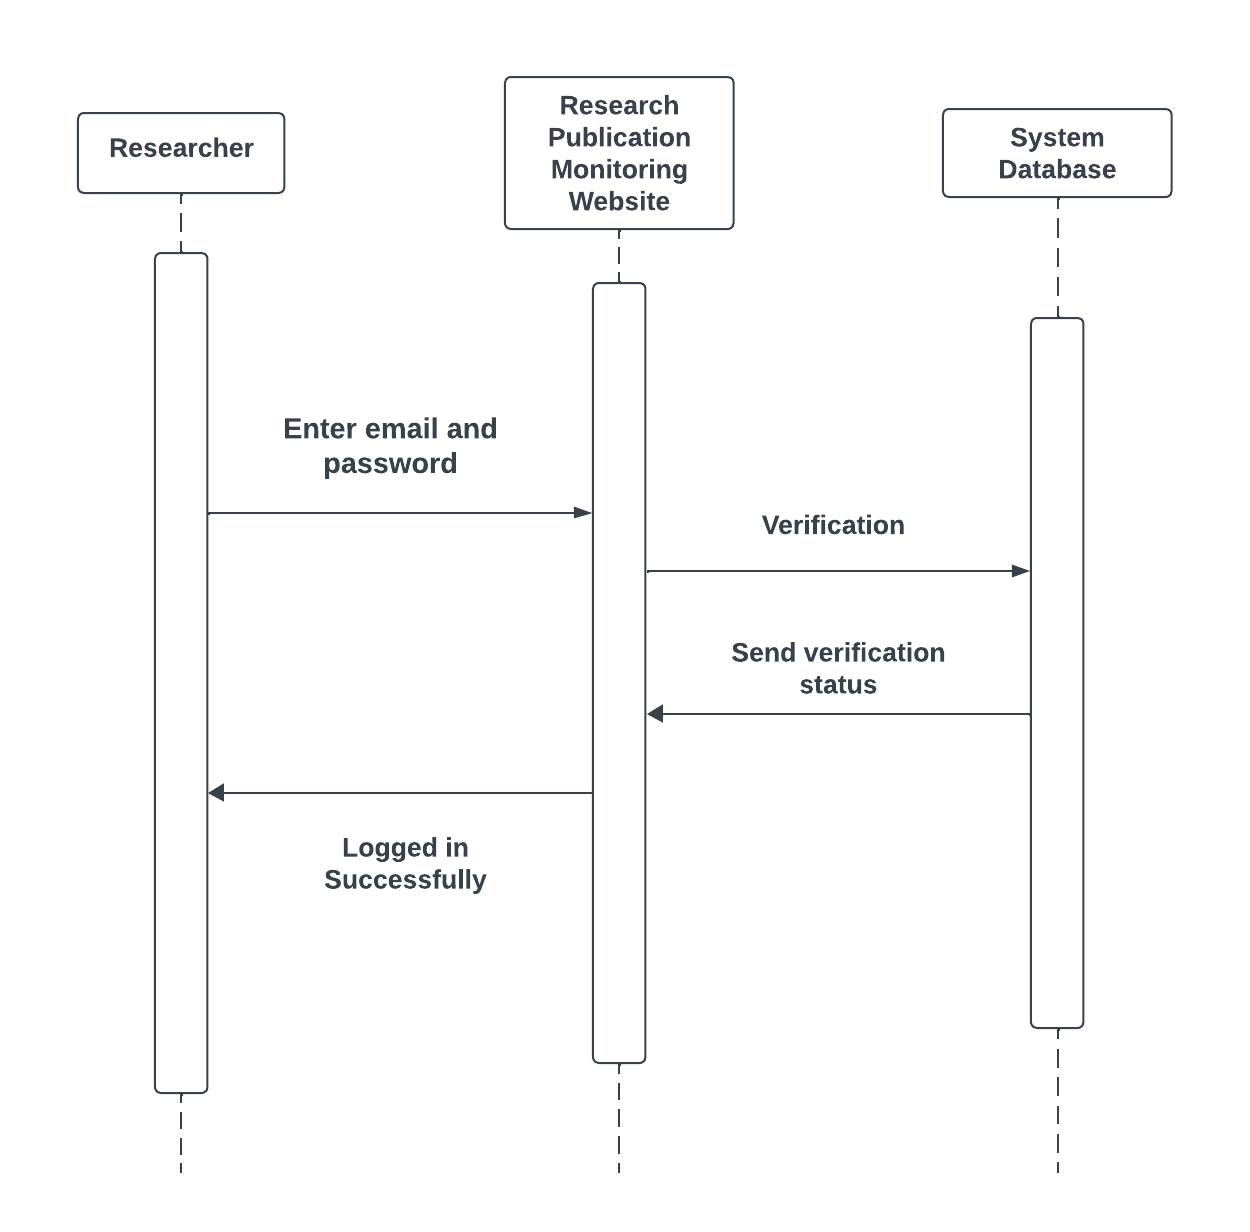 Researcher
Research
Publication
Monitoring
Website
System
Database
Enter email and
password
Verification
Send verification
status
Logged in
Successfully